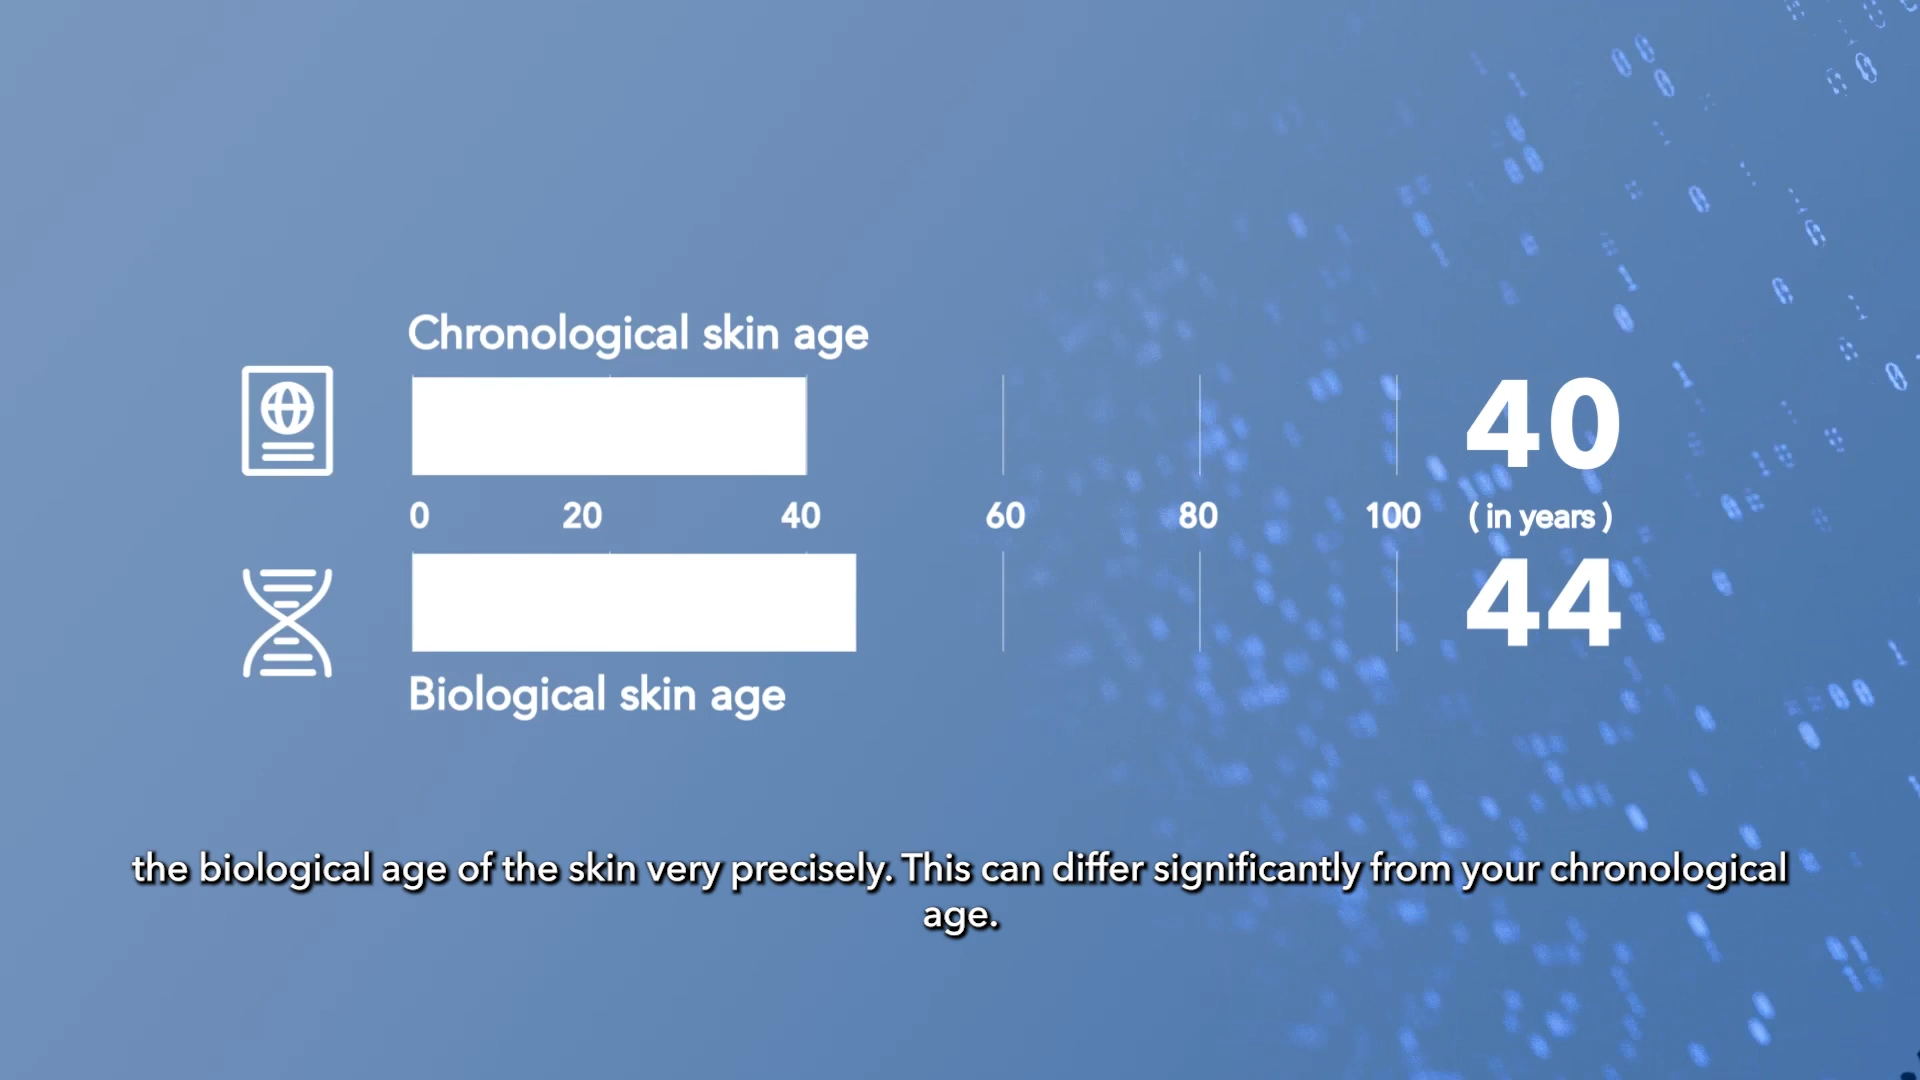 Chronological skin age
40
0 20 40 60 80 100 ( in years )
44
Biological skin age
the biological age of the skin very precisely. This can differ significantly from your chronological
age.